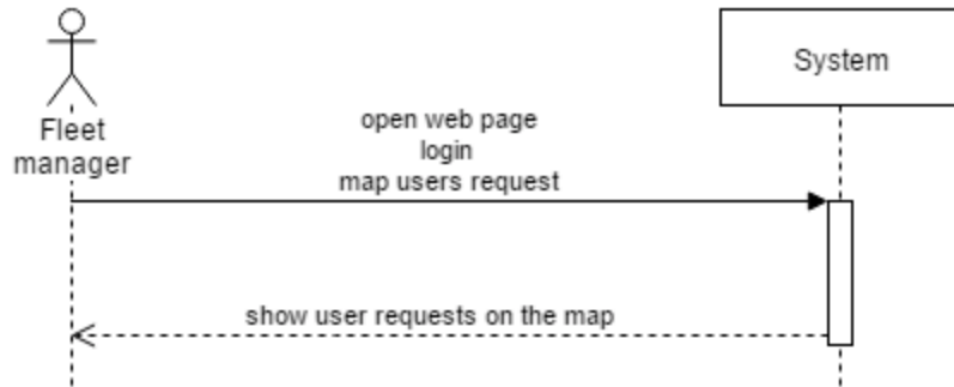 System
Fleet
manager
open web page
login
map users request
show user requests on the map